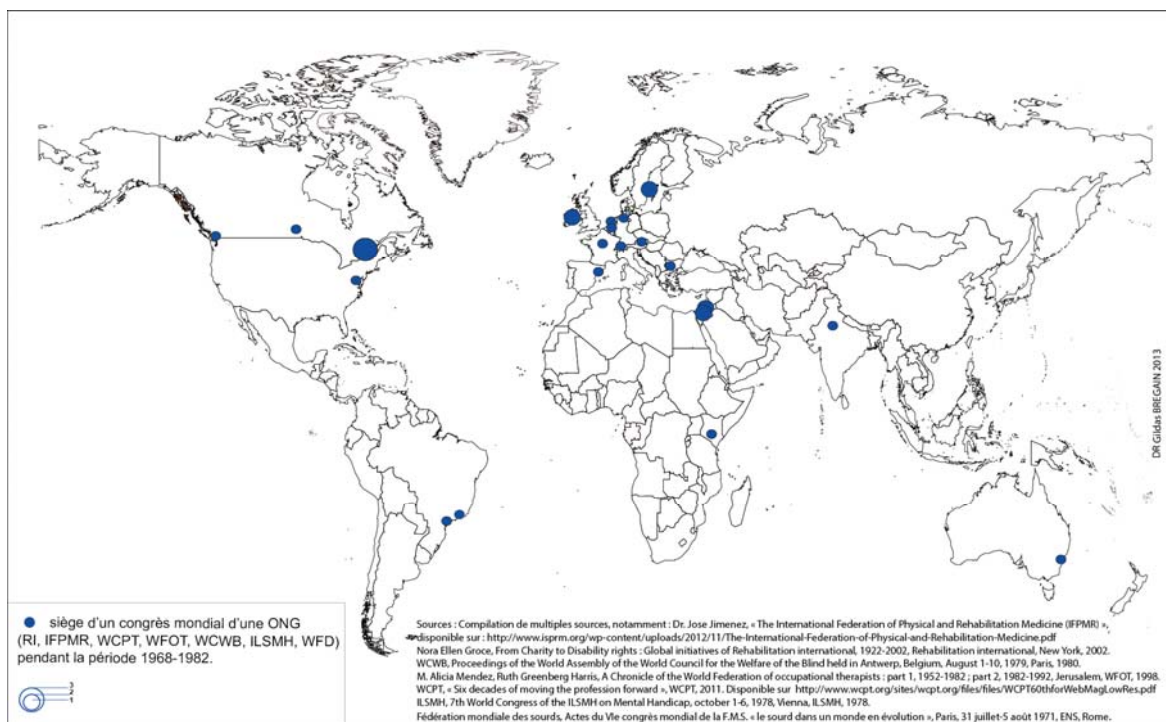 DR Gildas BREGAIN 2013
siège d'un congrès mondial d'une ONG
(RI, IFPMR, WCPT, WFOT, WCWB, ILSMH, WFD)
pendant la période 1968-1982.
3
2
1
Sources : Compilation de multiples sources, notamment : Dr. Jose Jimenez, « The International Federation of Physical and Rehabilitation Medicine (IFPMR) »,
disponible sur : http://www.isprm.org/wp-content/uploads/2012/11/The-International-Federation-of-Physical-and-Rehabilitation-Medicine.pdf
Nora Ellen Groce, From Charity to Disability rights : Global initiatives of Rehabilitation international, 1922-2002, Rehabilitation international, New York, 2002.
WCWB, Proceedings of the World Assembly of the World Council for the Welfare of the Blind held in Antwerp, Belgium, August 1-10, 1979, Paris, 1980.
M. Alicia Mendez, Ruth Greenberg Harris, A Chronicle of the World Federation of occupational therapists : part 1, 1952-1982 ; part 2, 1982-1992, Jerusalem, WFOT, 1998.
WCPT, « Six decades of moving the profession forward », WCPT, 2011. Disponible sur http://www.wcpt.org/sites/wcpt.org/files/files/WCPT60thforWebMagLowRes.pdf
ILSMH, 7th World Congress of the ILSMH on Mental Handicap, october 1-6, 1978, Vienna, ILSMH, 1978.
Fédération mondiale des sourds, Actes du VIe congrès mondial de la F.M.S. « le sourd dans un monde en évolution », Paris, 31 juillet-5 août 1971, ENS, Rome.